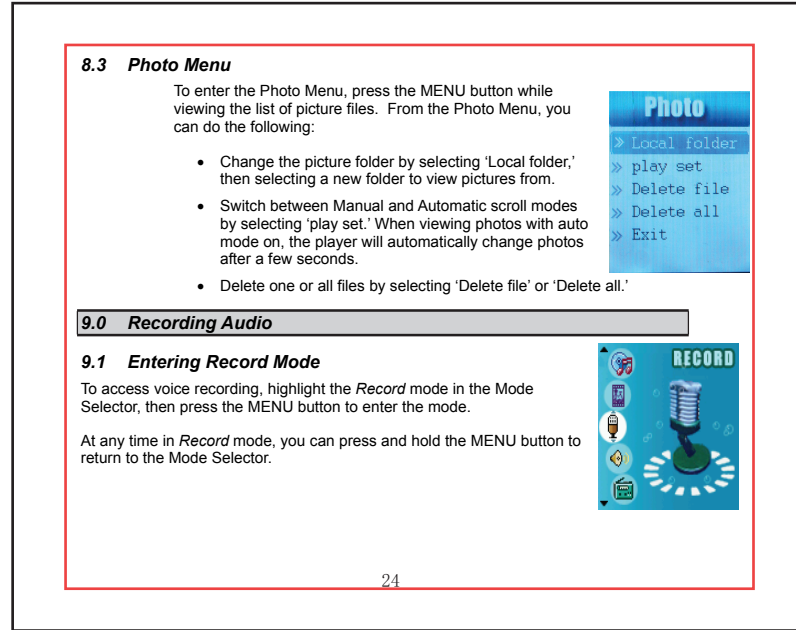 8.3 Photo Menu
To enter the Photo Menu, press the MENU button while
viewing the list of picture files. From the Photo Menu, you
can do the following:
• Change the picture folder by selecting ‘Local folder,’
then selecting a new folder to view pictures from.
• Switch between Manual and Automatic scroll modes
by selecting ‘play set.’ When viewing photos with auto
mode on, the player will automatically change photos
after a few seconds.
• Delete one or all files by selecting ‘Delete file’ or ‘Delete all.’
Photo
» Local folder
» play set
» Delete file
» Delete all
» Exit
9.0 Recording Audio
9.1 Entering Record Mode
To access voice recording, highlight the Record mode in the Mode
Selector, then press the MENU button to enter the mode.
At any time in Record mode, you can press and hold the MENU button to
return to the Mode Selector.
RECORD
24